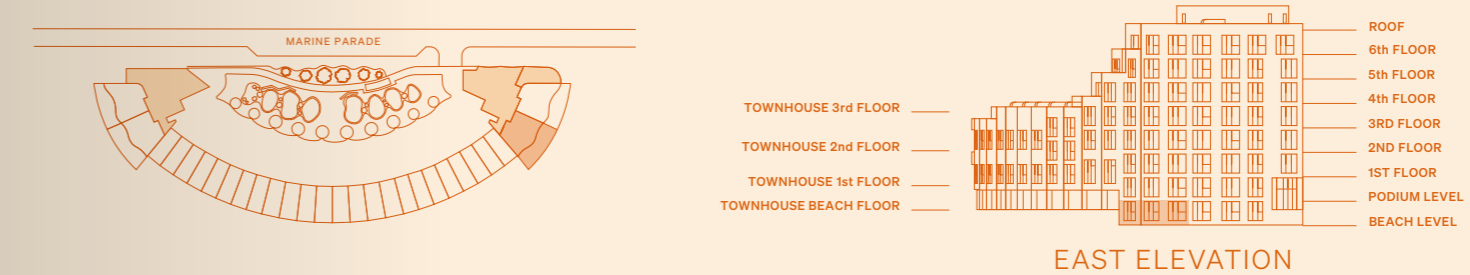 MARINE PARADE
TOWNHOUSE 3rd FLOOR
TOWNHOUSE 2nd FLOOR
TOWNHOUSE 1st FLOOR
TOWNHOUSE BEACH FLOOR
ROOF
6th FLOOR
5th FLOOR
4th FLOOR
3RD FLOOR
2ND FLOOR
1ST FLOOR
PODIUM LEVEL
BEACH LEVEL
EAST ELEVATION